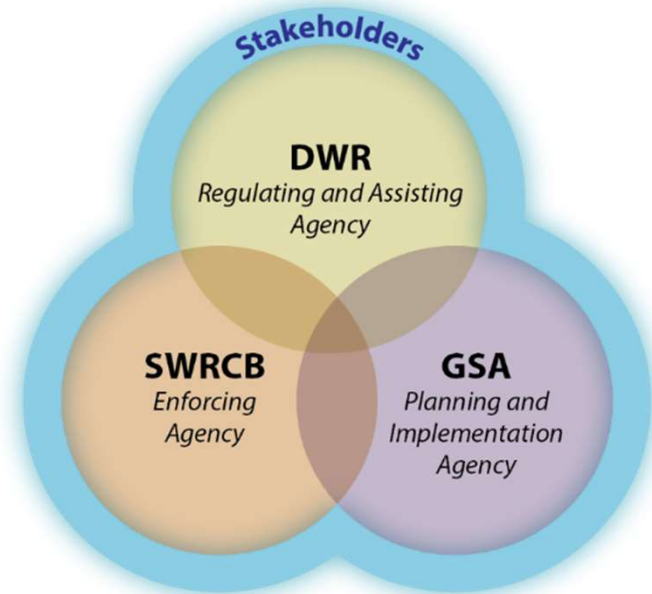 Stakeholders
DWR
Regulating and Assisting
Agency
SWRCB
Enforcing
Agency
GSA
Planning and
Implementation
Agency